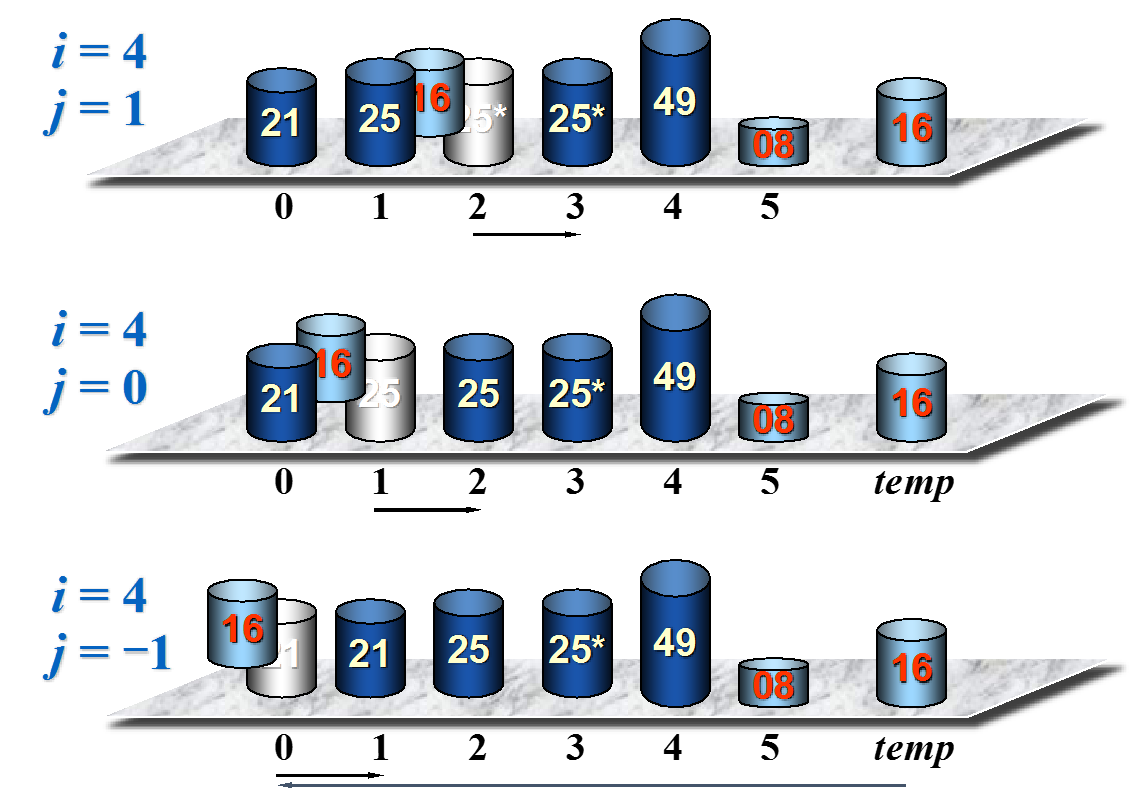 i = 4
j = 1
21 25 16 25* 25* 49 08 16
0 1 2 3 4 5
i = 4
j = 0
21 16 25 25 25* 49 08 16
0 1 2 3 4 5 temp
i = 4
j = −1
16 21 21 25 25* 49 08 16
0 1 2 3 4 5 temp